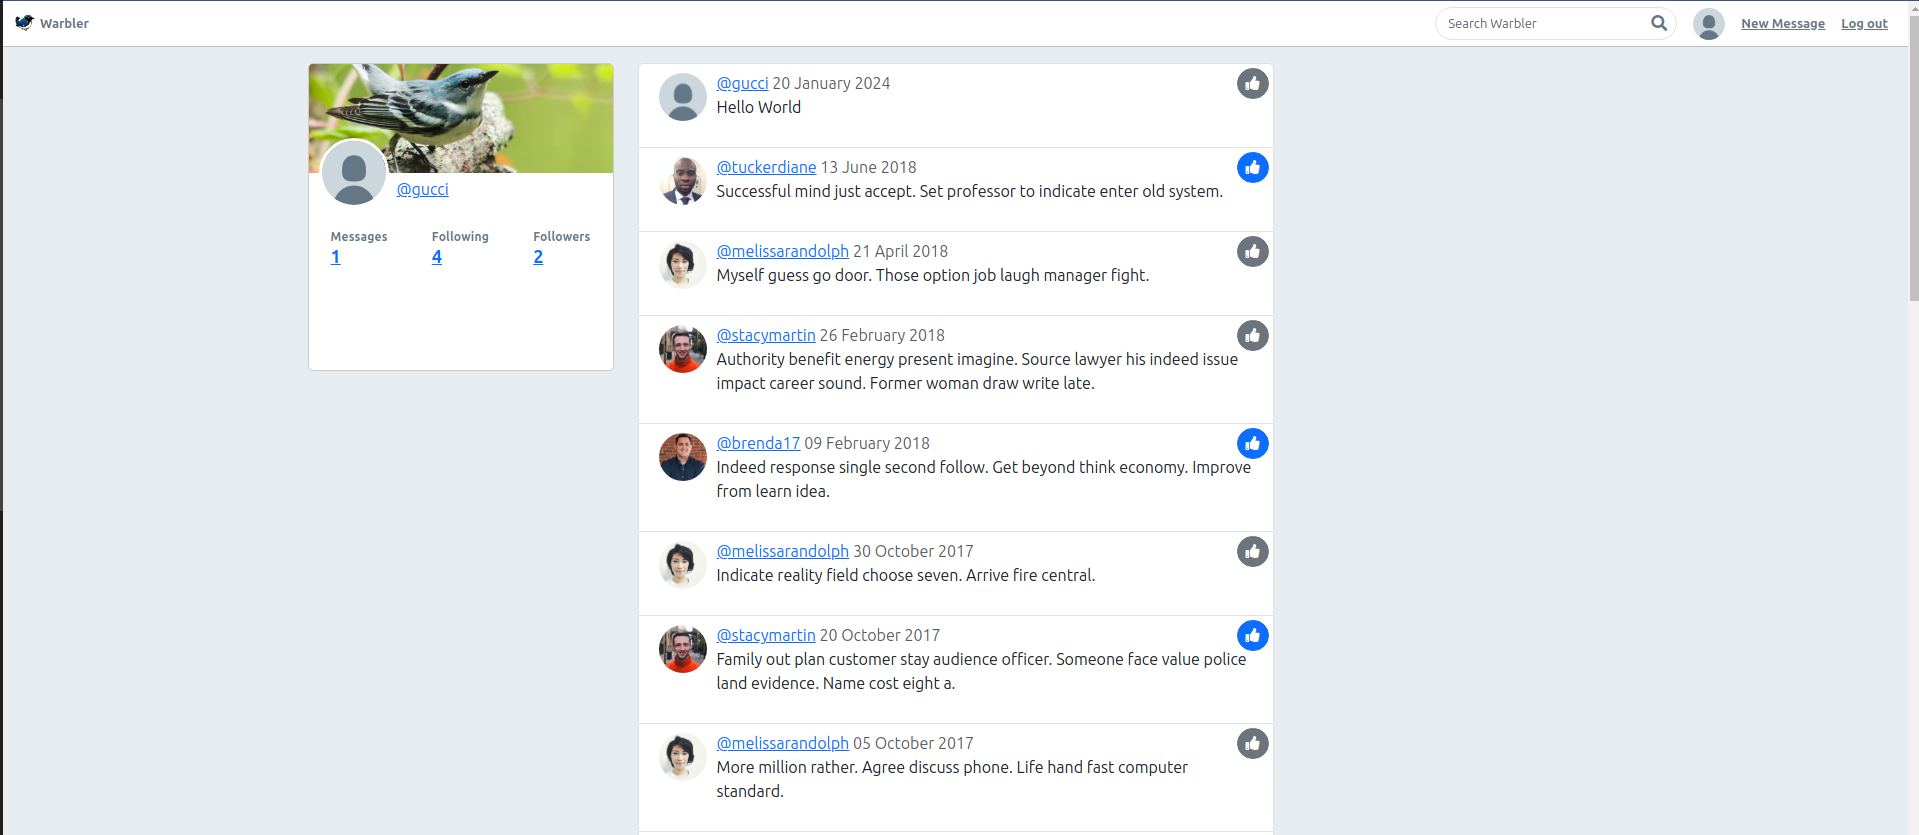 Warbler
Search Warbler
New Message
Log out
@gucci
Messages
Following
Followers
1
4
2
@gucci 20 January 2024
Hello World
@tuckerdiane 13 June 2018
Successful mind just accept. Set professor to indicate enter old system.
@melissarandolph 21 April 2018
Myself guess go door. Those option job laugh manager fight.
@stacymartin 26 February 2018
Authority benefit energy present imagine. Source lawyer his indeed issue
impact career sound. Former woman draw write late.
@brenda17 09 February 2018
Indeed response single second follow. Get beyond think economy. Improve
from learn idea.
@melissarandolph 30 October 2017
Indicate reality field choose seven. Arrive fire central.
@stacymartin 20 October 2017
Family out plan customer stay audience officer. Someone face value police
land evidence. Name cost eight a.
@melissarandolph 05 October 2017
More million rather. Agree discuss phone. Life hand fast computer
standard.